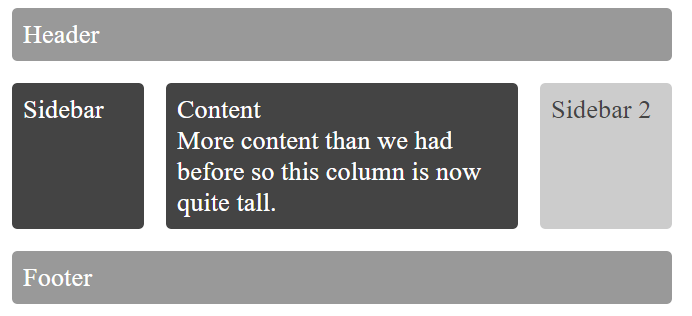 Header
Sidebar
Content
More content than we had
before so this column is now
quite tall.
Sidebar 2
Footer